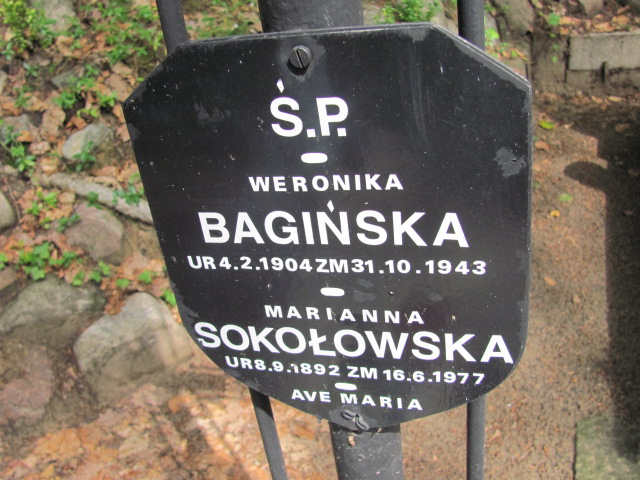 Ś.P.
WERONIKA
BAGIŃSKA
UR 4.2.1904 ZM 31.10.1943
MARIANNA
SOKOŁOWSKA
UR 8.9.1892 ZM 16.6.1977
AVE MARIA